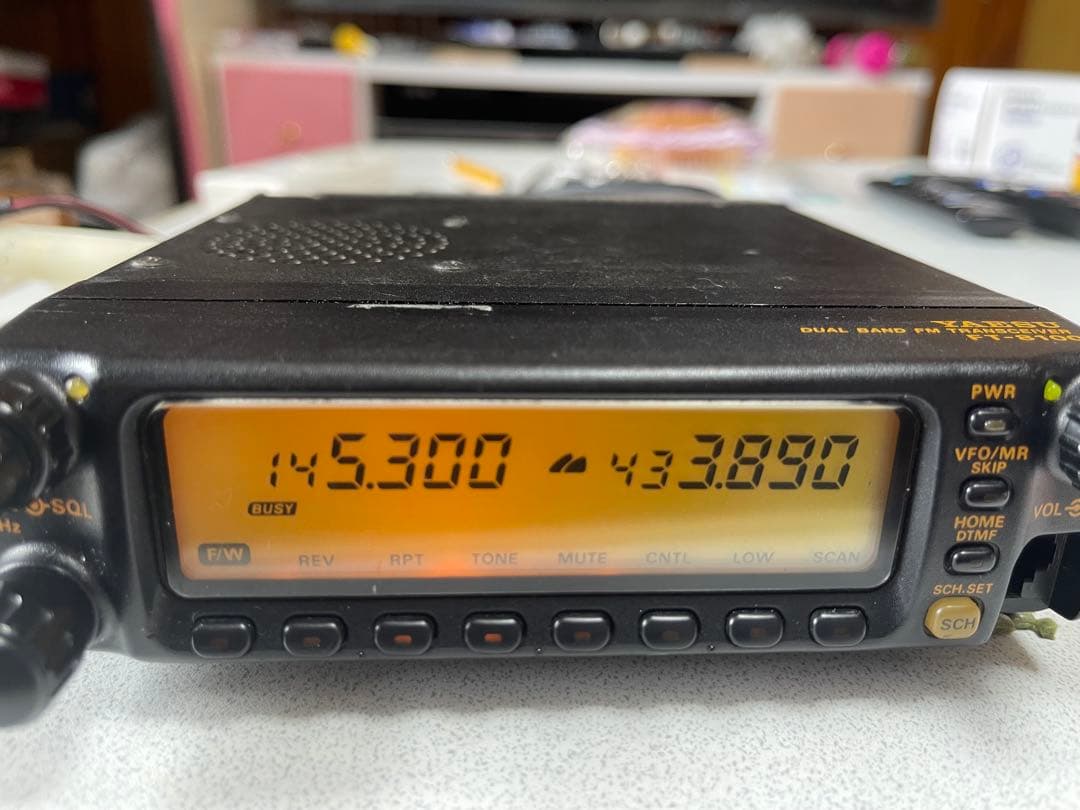 YAESU
DUAL BAND FM TRANSCEIVER
FT-8100
PWR
145.300
433.890
VFO/MR
SKIP
BUSY
SQL
Hz
VOL
HOME
DTMF
F/W
REV
RPT
TONE
MUTE
CNTL
LOW
SCAN
SCH.SET
SCH